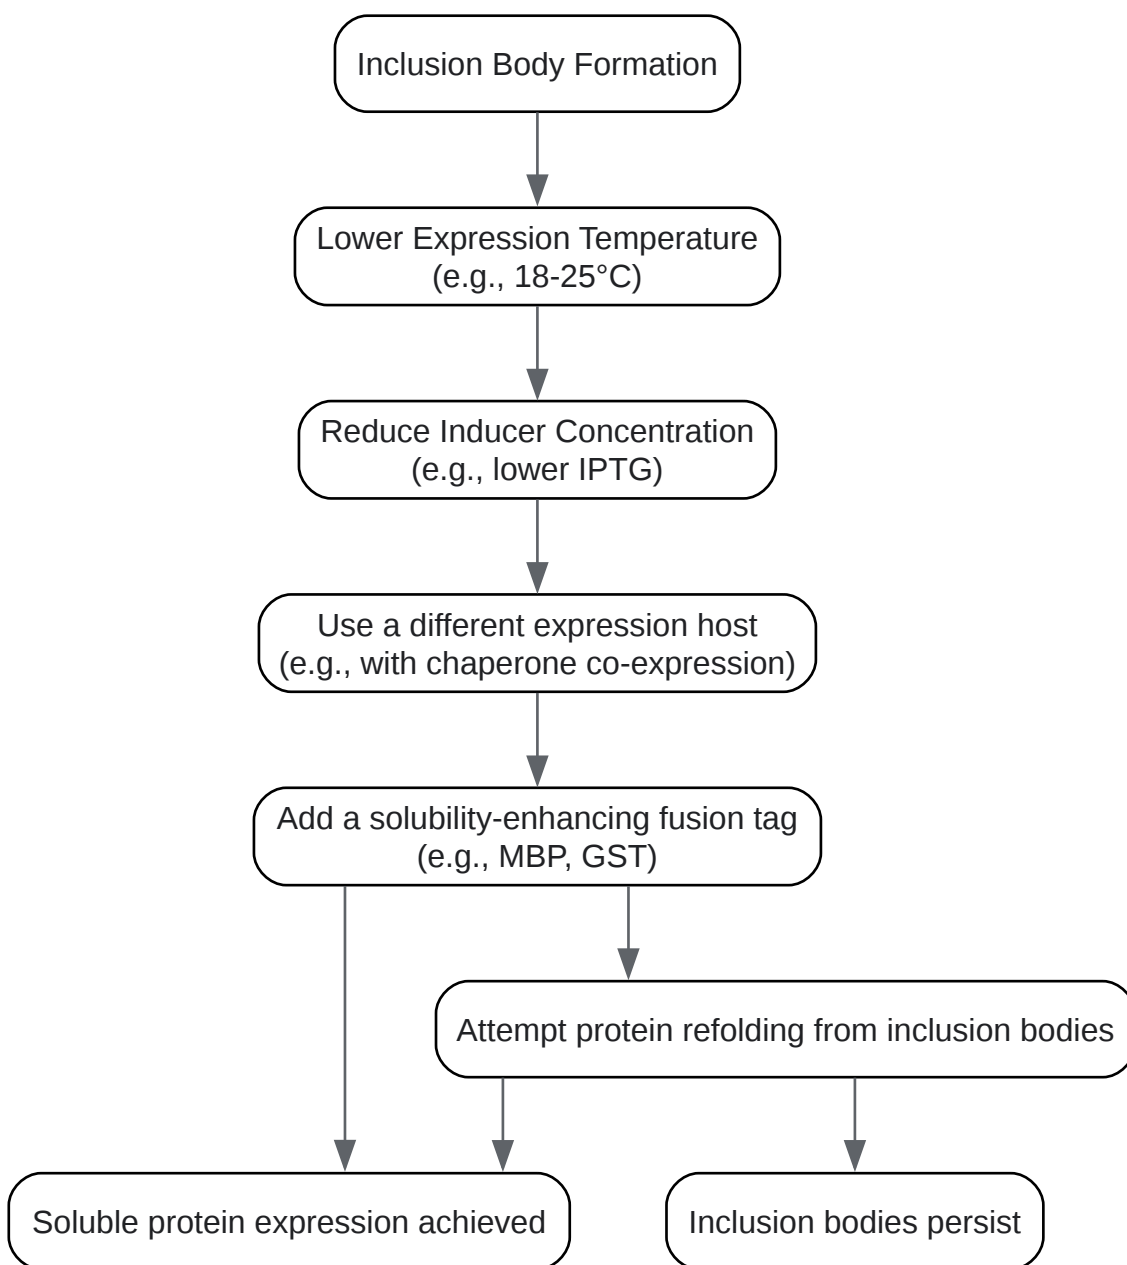 Inclusion Body Formation
Lower Expression Temperature
(e.g., 18-25°C)
Reduce Inducer Concentration
(e.g., lower IPTG)
Use a different expression host
(e.g., with chaperone co-expression)
Add a solubility-enhancing fusion tag
(e.g., MBP, GST)
Attempt protein refolding from inclusion bodies
Soluble protein expression achieved
Inclusion bodies persist